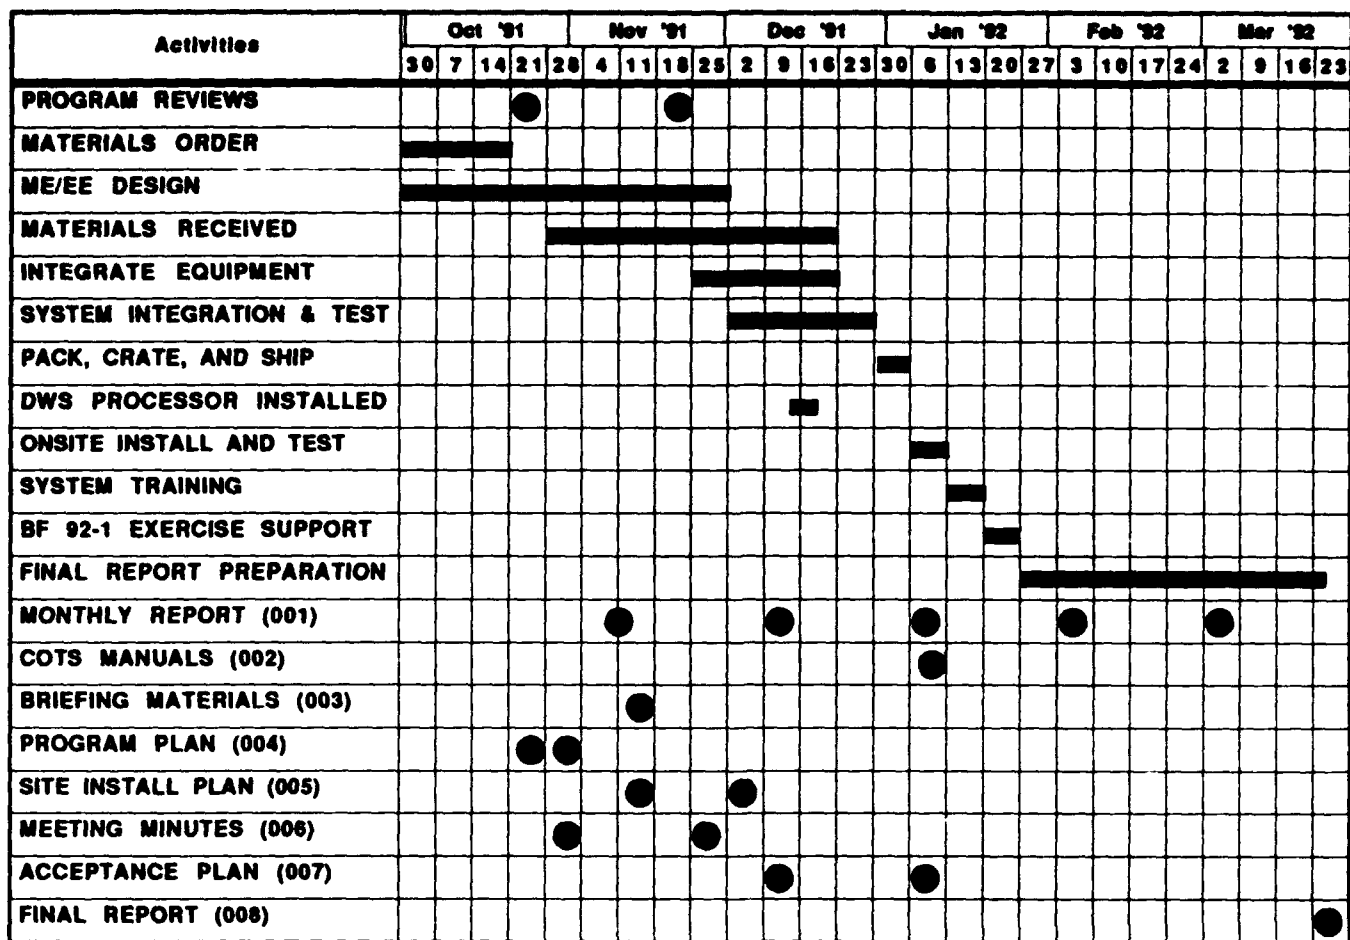 Activities
Oct '91 Nov '91 Dec '91 Jan '92 Feb '92 Mar '92
30 7 14 21 28 4 11 18 25 2 9 16 23 30 6 13 20 27 3 10 17 24 2 9 16 23
PROGRAM REVIEWS
MATERIALS ORDER
ME/EE DESIGN
MATERIALS RECEIVED
INTEGRATE EQUIPMENT
SYSTEM INTEGRATION & TEST
PACK, CRATE, AND SHIP
DWS PROCESSOR INSTALLED
ONSITE INSTALL AND TEST
SYSTEM TRAINING
BF 92-1 EXERCISE SUPPORT
FINAL REPORT PREPARATION
MONTHLY REPORT (001)
COTS MANUALS (002)
BRIEFING MATERIALS (003)
PROGRAM PLAN (004)
SITE INSTALL PLAN (005)
MEETING MINUTES (006)
ACCEPTANCE PLAN (007)
FINAL REPORT (008)